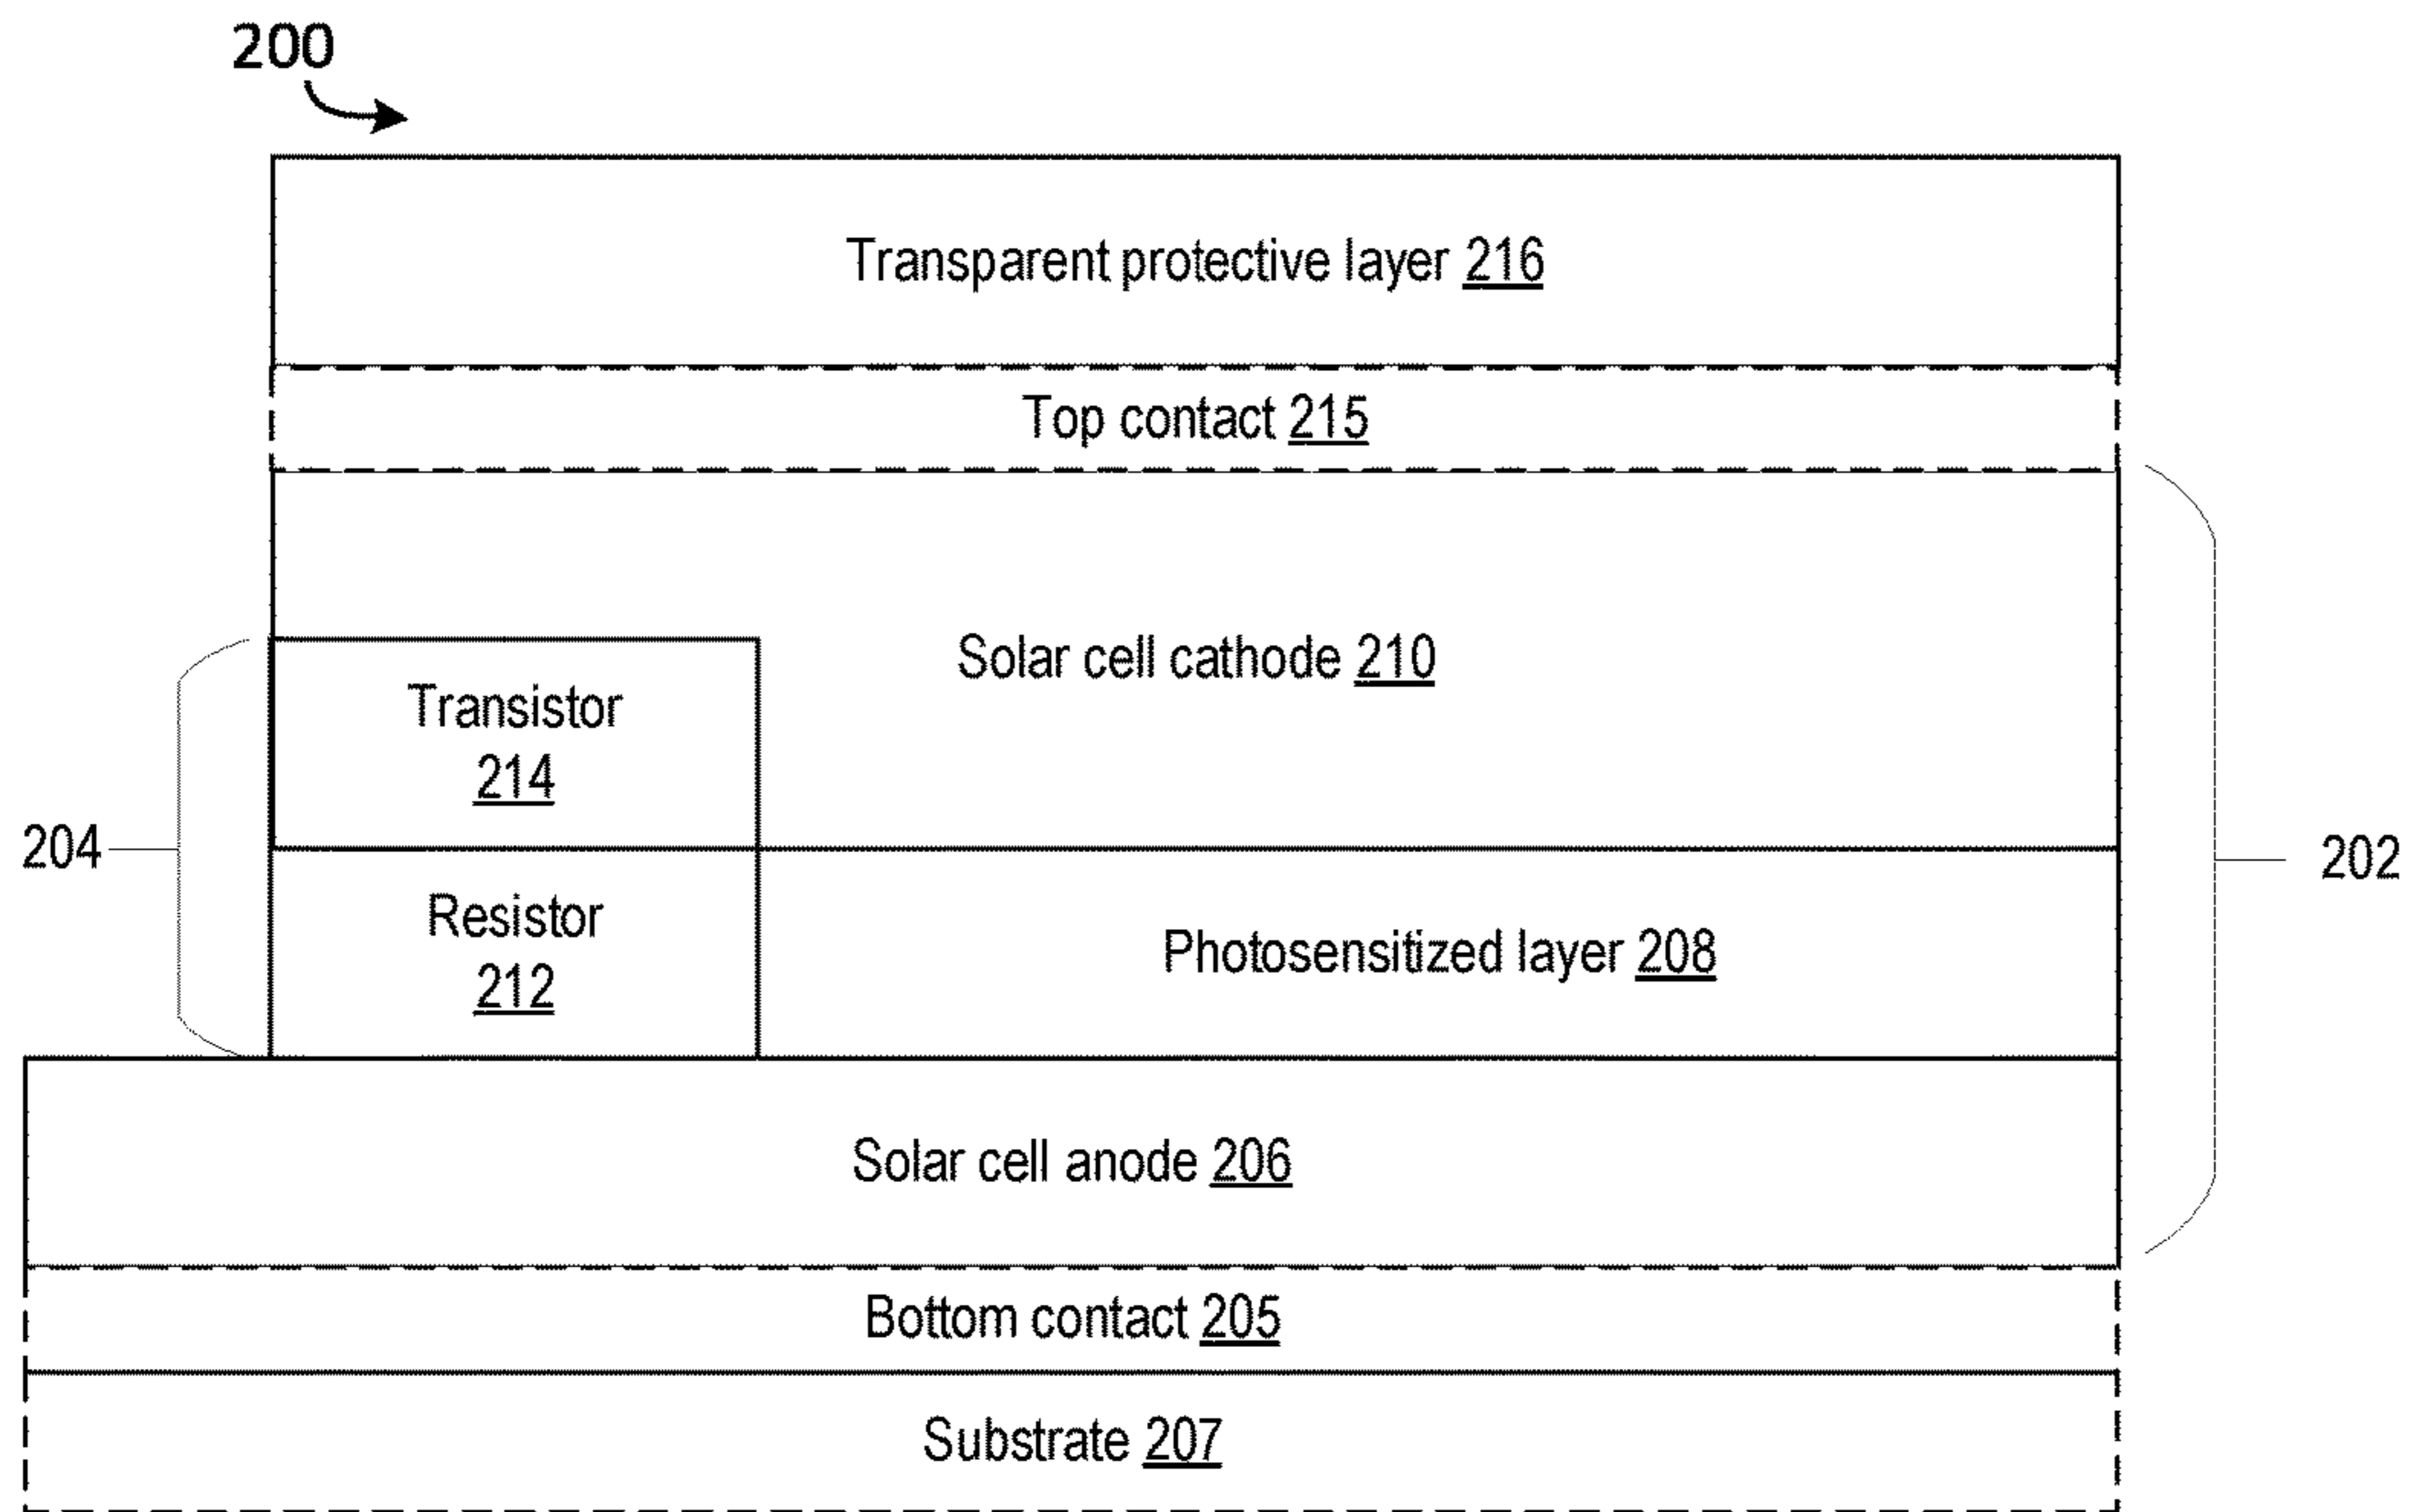 200
Transparent protective layer 216
Top contact 215
Solar cell cathode 210
Transistor
214
204
202
Resistor
212
Photosensitized layer 208
Solar cell anode 206
Bottom contact 205
Substrate 207